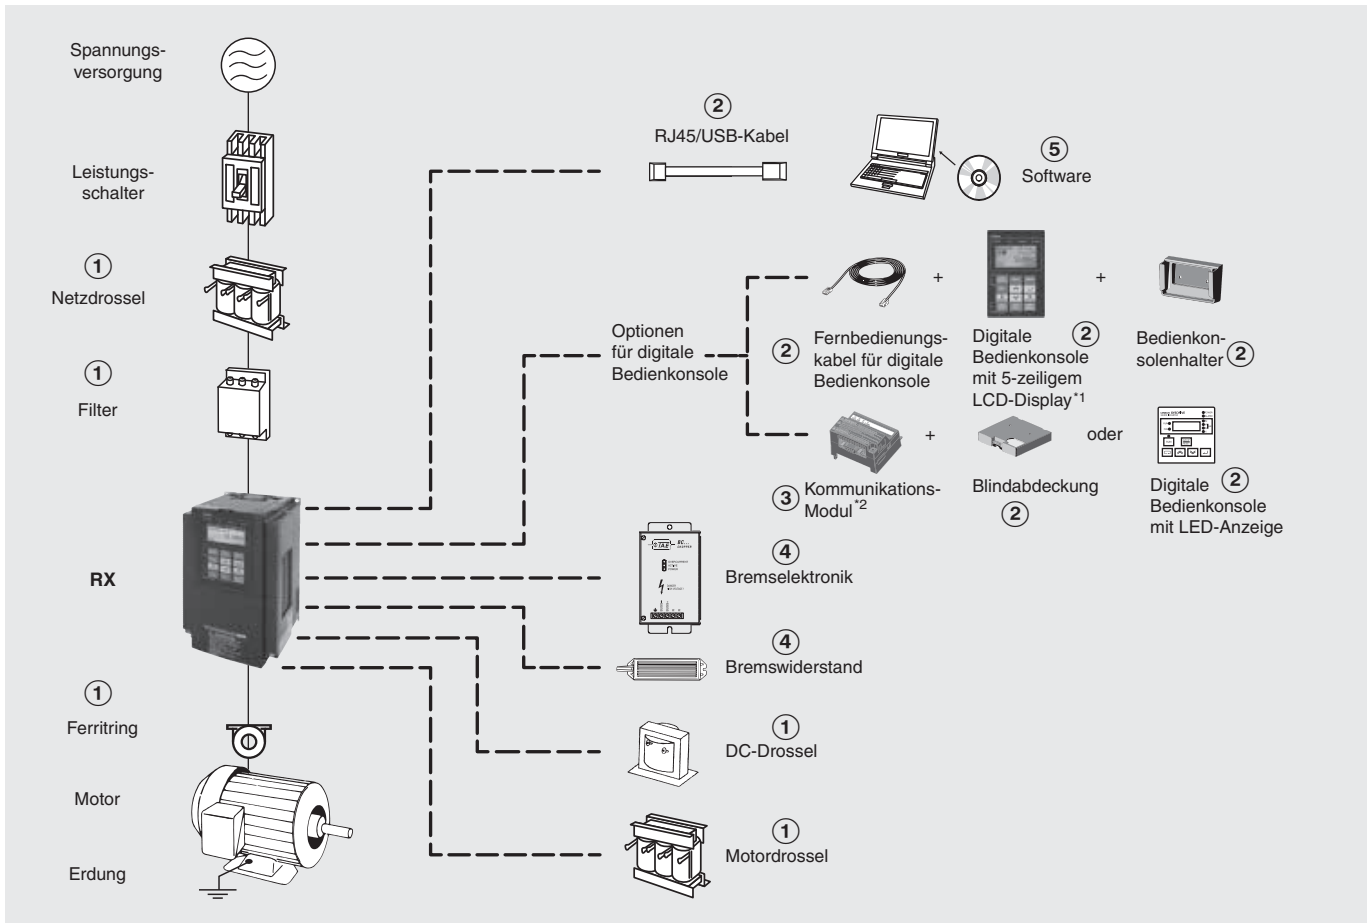 Spannungs-
versorgung
Leistungs-
schalter
①
Netzdrossel
①
Filter
RX
①
Ferritring
Motor
Erdung
②
RJ45/USB-Kabel
⑤
Software
Optionen
für digitale
Bedienkonsole
②
Fernbedienungs-
kabel für digitale
Bedienkonsole
+
Digitale ②
Bedienkonsole
mit 5-zeiligem
LCD-Display*1
+
Bedienkon-
solenhalter ②
③ Kommunikations-
Modul*2
+
Blindabdeckung
②
oder
Digitale ②
Bedienkonsole
mit LED-Anzeige
④
Bremselektronik
④
Bremswiderstand
①
DC-Drossel
①
Motordrossel